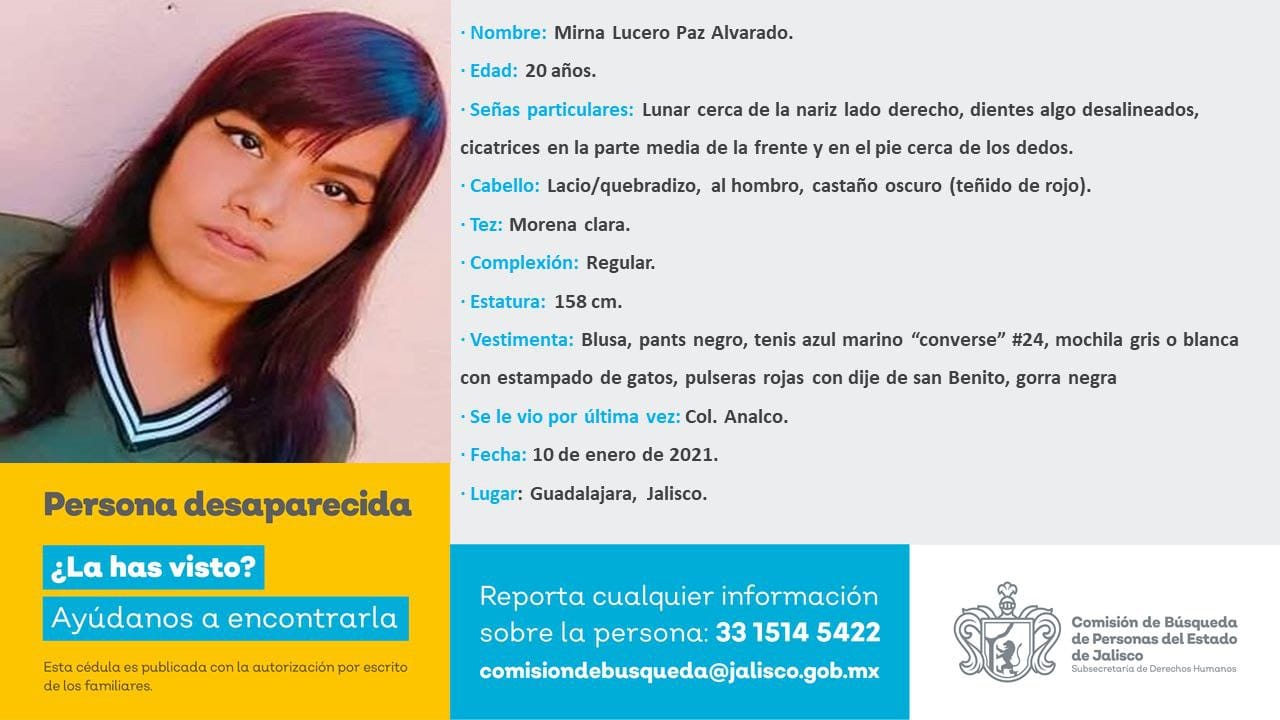 · Nombre: Mirna Lucero Paz Alvarado.
· Edad: 20 años.
· Señas particulares: Lunar cerca de la nariz lado derecho, dientes algo desalineados,
cicatrices en la parte media de la frente y en el pie cerca de los dedos.
· Cabello: Lacio/quebradizo, al hombro, castaño oscuro (teñido de rojo).
· Tez: Morena clara.
· Complexión: Regular.
· Estatura: 158 cm.
· Vestimenta: Blusa, pants negro, tenis azul marino “converse” #24, mochila gris o blanca
con estampado de gatos, pulseras rojas con dije de san Benito, gorra negra
· Se le vio por última vez: Col. Analco.
· Fecha: 10 de enero de 2021.
· Lugar: Guadalajara, Jalisco.
Persona desaparecida
¿La has visto?
Ayúdanos a encontrarla
Esta cédula es publicada con la autorización por escrito
de los familiares.
Reporta cualquier información
sobre la persona: 33 1514 5422
comisiondebusqueda@jalisco.gob.mx
Comisión de Búsqueda
de Personas del Estado
de Jalisco
Subsecretaría de Derechos Humanos